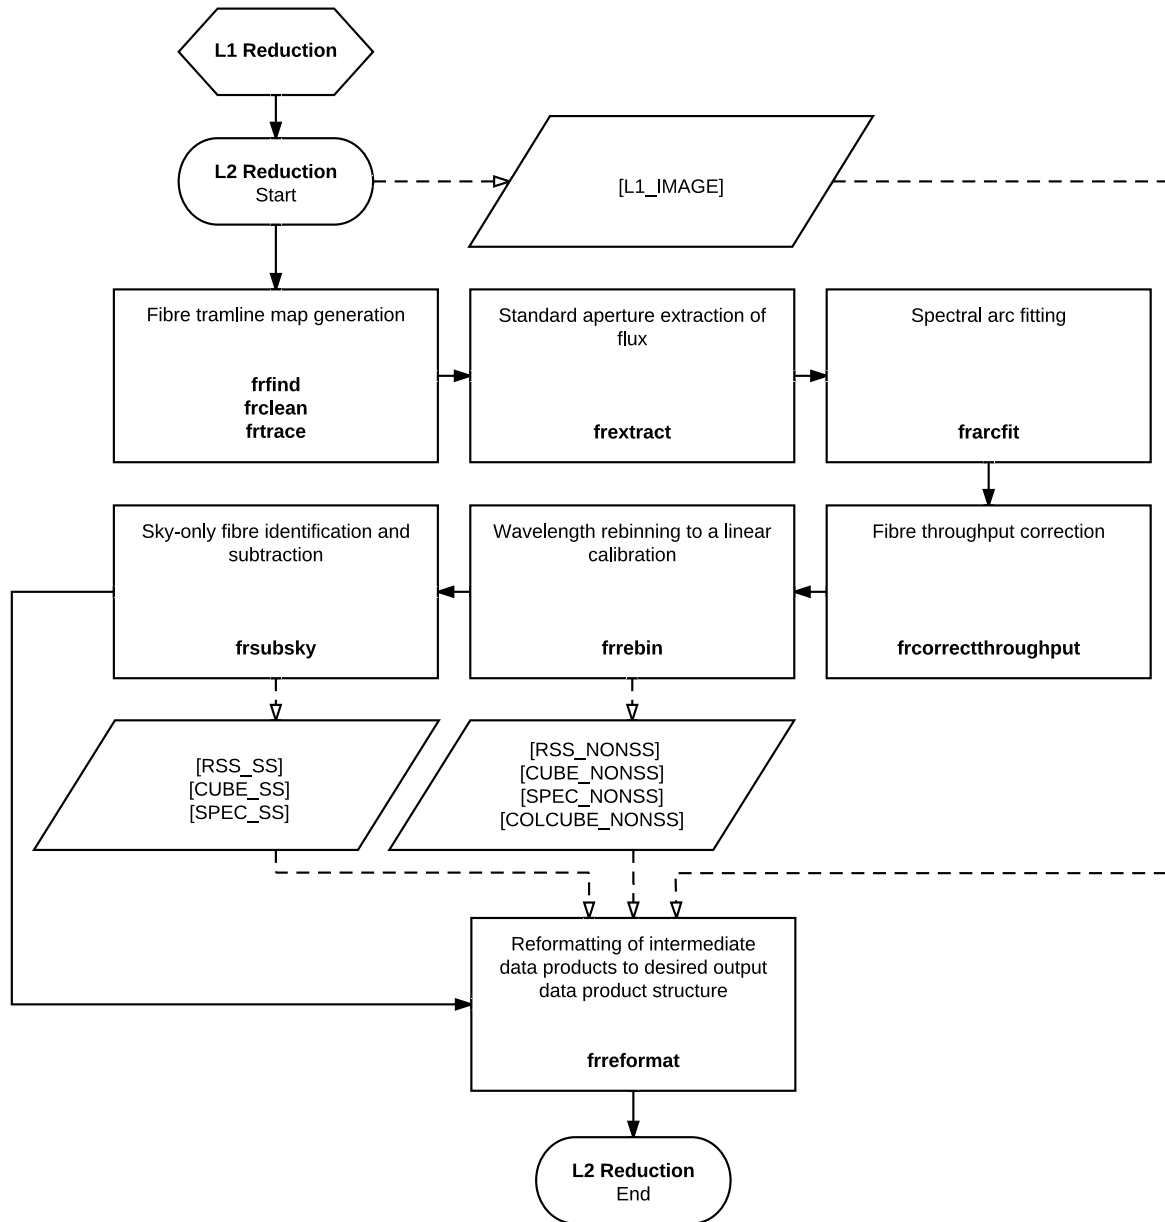 L1 Reduction
L2 Reduction
Start
[L1_IMAGE]
Fibre tramline map generation
frfind
frclean
frtrace
Standard aperture extraction of
flux
frextract
Spectral arc fitting
frarcfit
Sky-only fibre identification and
subtraction
frsubsky
Wavelength rebinning to a linear
calibration
frrebin
Fibre throughput correction
frcorrectthroughput
[RSS_SS]
[CUBE_SS]
[SPEC_SS]
[RSS_NONSS]
[CUBE_NONSS]
[SPEC_NONSS]
[COLCUBE_NONSS]
Reformatting of intermediate
data products to desired output
data product structure
frreformat
L2 Reduction
End